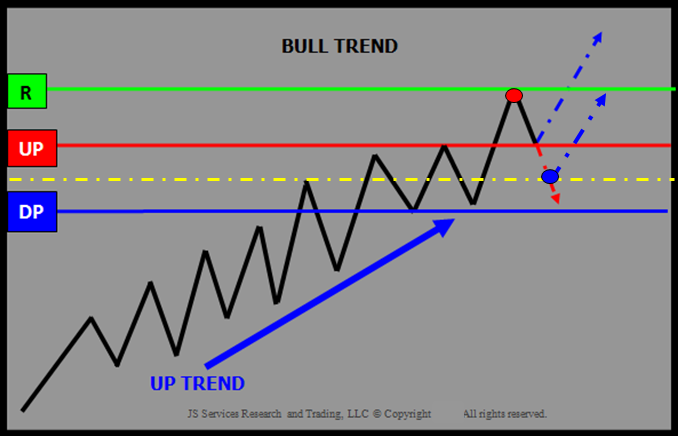 BULL TREND
R
UP
DP
UP TREND
JS Services Research and Trading, LLC © Copyright All rights reserved.